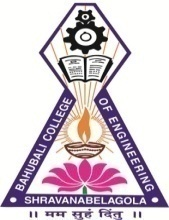 BAHUBALI COLLEGE
OF ENGINEERING
SHRAVANABELAGOLA
॥ मम सुहं दिंतु ॥